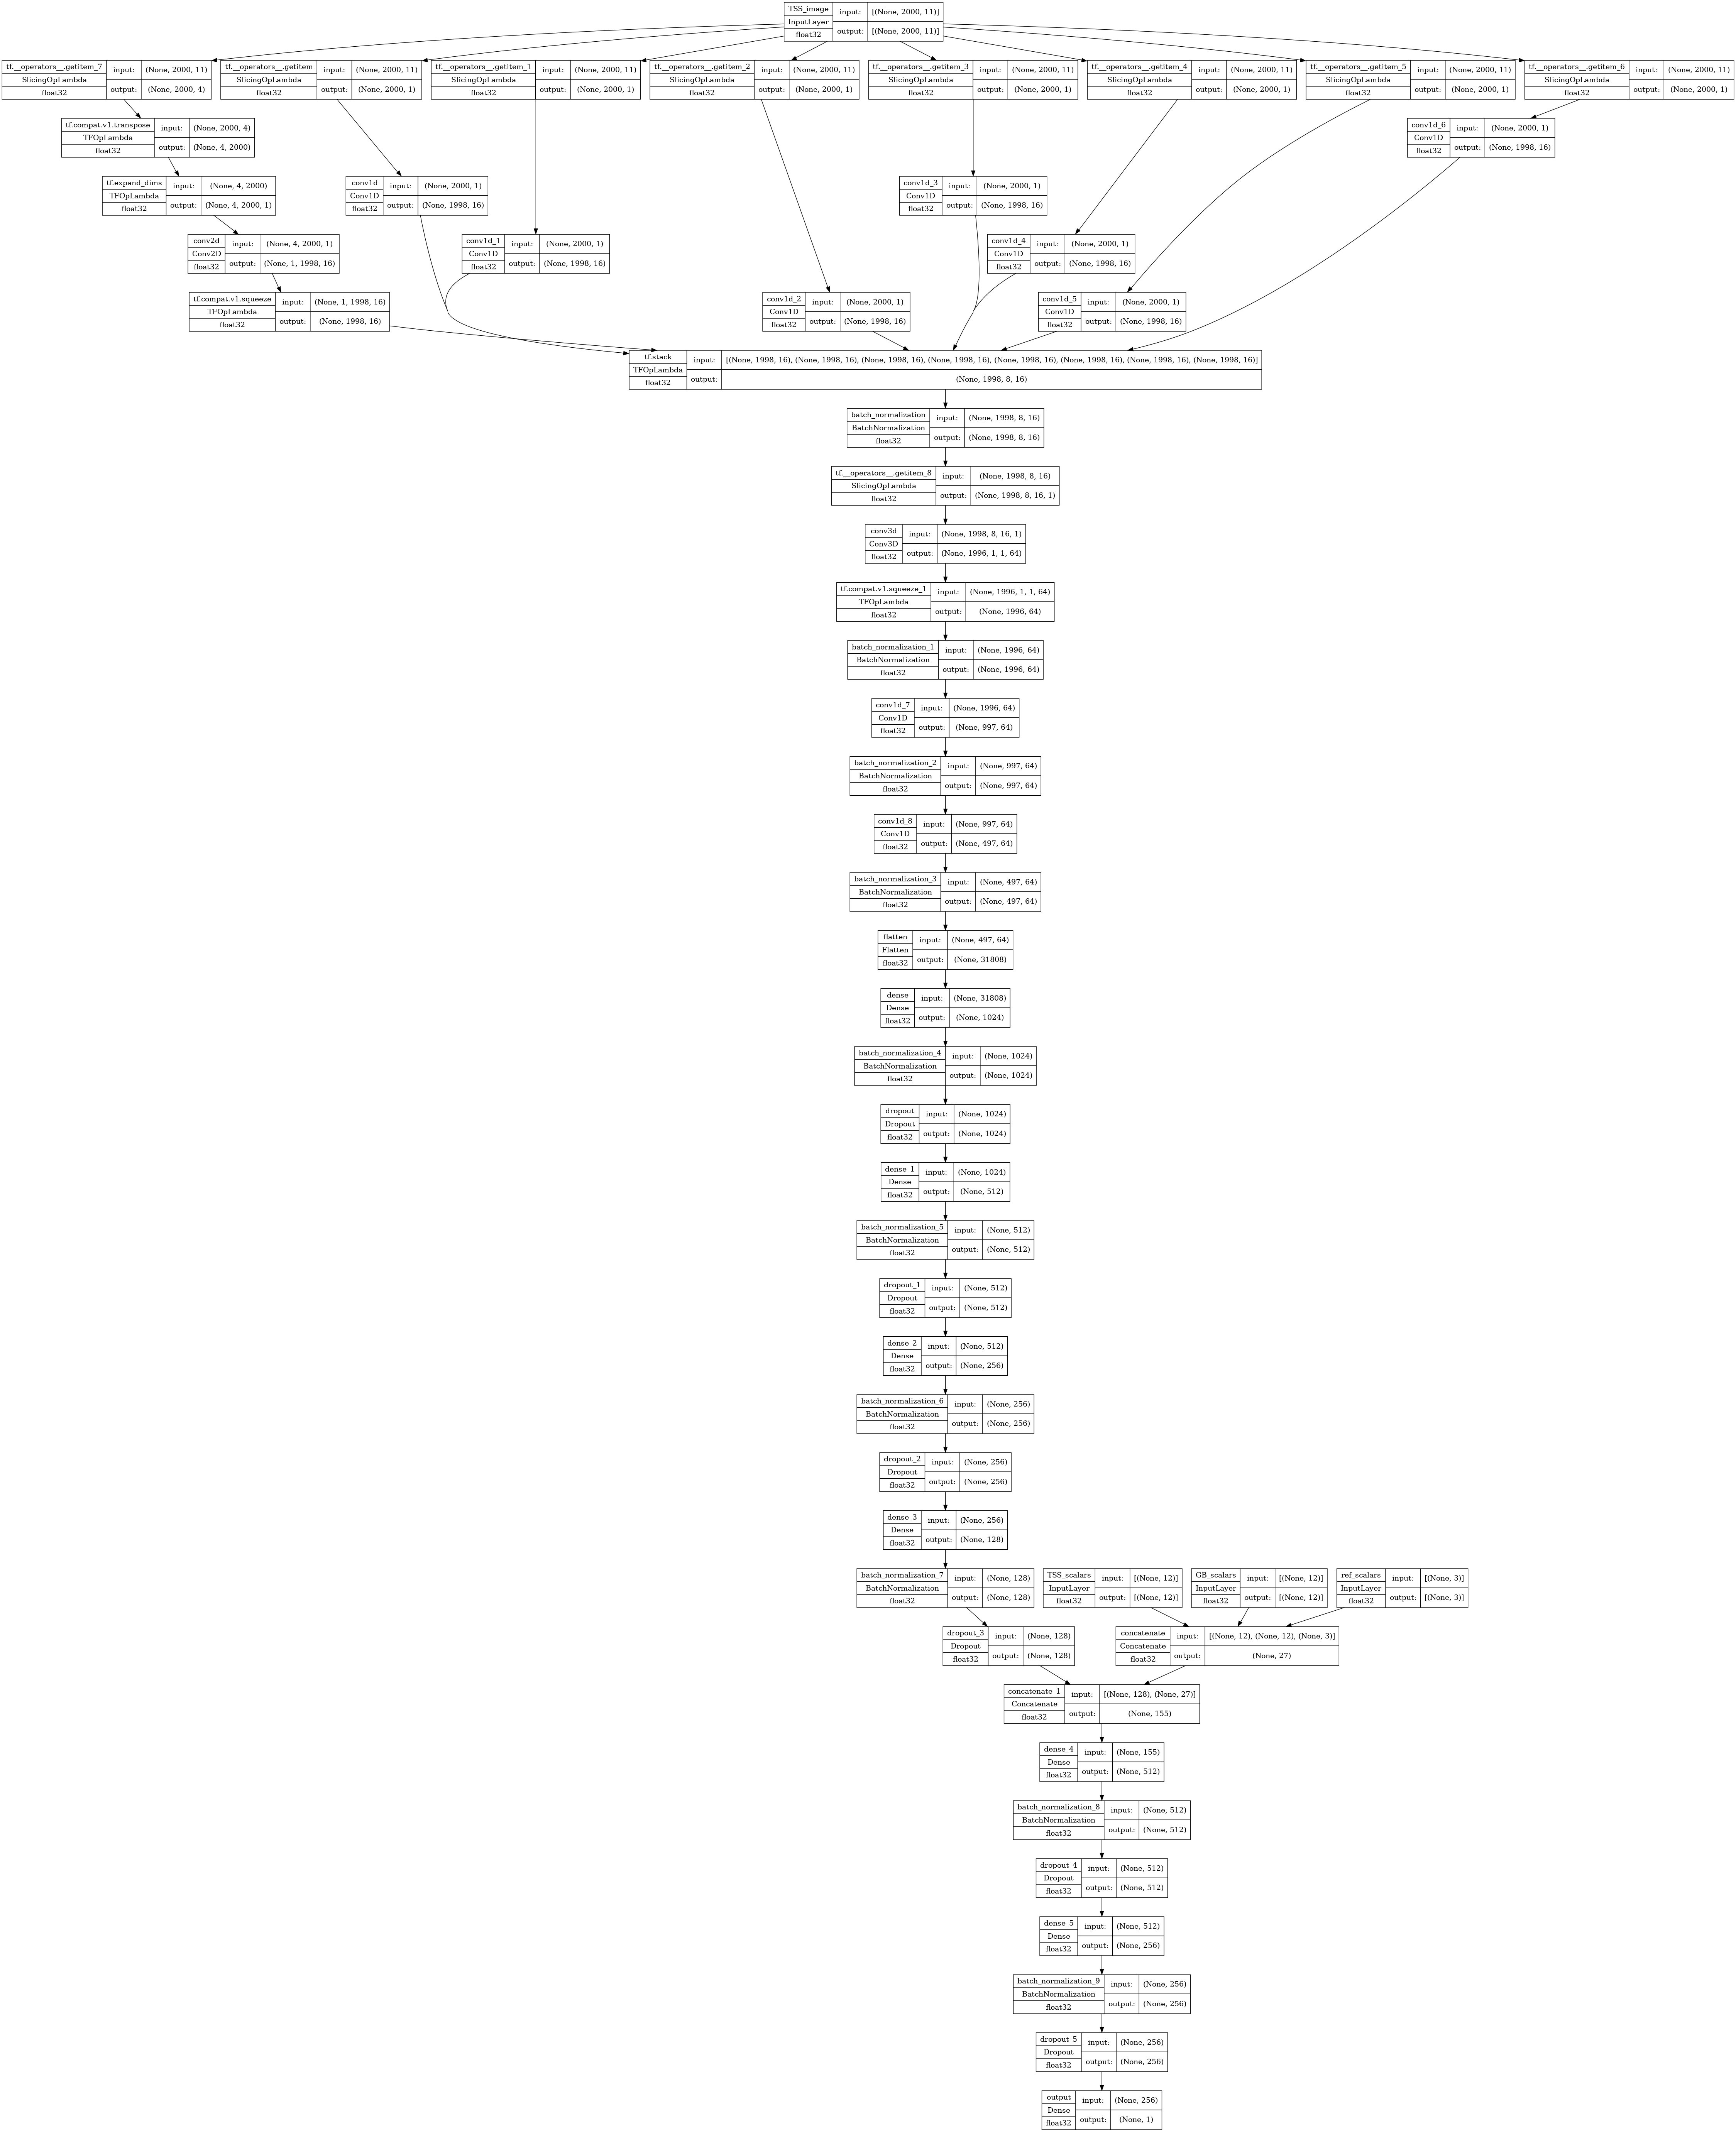 TSS_image
InputLayer
float32
input: [(None, 2000, 11)]
output: [(None, 2000, 11)]
tf.__operators__.getitem_7
SlicingOpLambda
float32
input: (None, 2000, 11)
output: (None, 2000, 4)
tf.__operators__.getitem
SlicingOpLambda
float32
input: (None, 2000, 11)
output: (None, 2000, 1)
tf.__operators__.getitem_1
SlicingOpLambda
float32
input: (None, 2000, 11)
output: (None, 2000, 1)
tf.__operators__.getitem_2
SlicingOpLambda
float32
input: (None, 2000, 11)
output: (None, 2000, 1)
tf.__operators__.getitem_3
SlicingOpLambda
float32
input: (None, 2000, 11)
output: (None, 2000, 1)
tf.__operators__.getitem_4
SlicingOpLambda
float32
input: (None, 2000, 11)
output: (None, 2000, 1)
tf.__operators__.getitem_5
SlicingOpLambda
float32
input: (None, 2000, 11)
output: (None, 2000, 1)
tf.__operators__.getitem_6
SlicingOpLambda
float32
input: (None, 2000, 11)
output: (None, 2000, 1)
tf.compat.v1.transpose
TFOpLambda
float32
input: (None, 2000, 4)
output: (None, 4, 2000)
conv1d_6
Conv1D
float32
input: (None, 2000, 1)
output: (None, 1998, 16)
tf.expand_dims
TFOpLambda
float32
input: (None, 4, 2000)
output: (None, 4, 2000, 1)
conv1d
Conv1D
float32
input: (None, 2000, 1)
output: (None, 1998, 16)
conv1d_3
Conv1D
float32
input: (None, 2000, 1)
output: (None, 1998, 16)
conv2d
Conv2D
float32
input: (None, 4, 2000, 1)
output: (None, 1, 1998, 16)
conv1d_1
Conv1D
float32
input: (None, 2000, 1)
output: (None, 1998, 16)
conv1d_4
Conv1D
float32
input: (None, 2000, 1)
output: (None, 1998, 16)
tf.compat.v1.squeeze
TFOpLambda
float32
input: (None, 1, 1998, 16)
output: (None, 1998, 16)
conv1d_2
Conv1D
float32
input: (None, 2000, 1)
output: (None, 1998, 16)
conv1d_5
Conv1D
float32
input: (None, 2000, 1)
output: (None, 1998, 16)
tf.stack
TFOpLambda
float32
input: [(None, 1998, 16), (None, 1998, 16), (None, 1998, 16), (None, 1998, 16), (None, 1998, 16), (None, 1998, 16), (None, 1998, 16), (None, 1998, 16)]
output: (None, 1998, 8, 16)
batch_normalization
BatchNormalization
float32
input: (None, 1998, 8, 16)
output: (None, 1998, 8, 16)
tf.__operators__.getitem_8
SlicingOpLambda
float32
input: (None, 1998, 8, 16)
output: (None, 1998, 8, 16, 1)
conv3d
Conv3D
float32
input: (None, 1998, 8, 16, 1)
output: (None, 1996, 1, 1, 64)
tf.compat.v1.squeeze_1
TFOpLambda
float32
input: (None, 1996, 1, 1, 64)
output: (None, 1996, 64)
batch_normalization_1
BatchNormalization
float32
input: (None, 1996, 64)
output: (None, 1996, 64)
conv1d_7
Conv1D
float32
input: (None, 1996, 64)
output: (None, 997, 64)
batch_normalization_2
BatchNormalization
float32
input: (None, 997, 64)
output: (None, 997, 64)
conv1d_8
Conv1D
float32
input: (None, 997, 64)
output: (None, 497, 64)
batch_normalization_3
BatchNormalization
float32
input: (None, 497, 64)
output: (None, 497, 64)
flatten
Flatten
float32
input: (None, 497, 64)
output: (None, 31808)
dense
Dense
float32
input: (None, 31808)
output: (None, 1024)
batch_normalization_4
BatchNormalization
float32
input: (None, 1024)
output: (None, 1024)
dropout
Dropout
float32
input: (None, 1024)
output: (None, 1024)
dense_1
Dense
float32
input: (None, 1024)
output: (None, 512)
batch_normalization_5
BatchNormalization
float32
input: (None, 512)
output: (None, 512)
dropout_1
Dropout
float32
input: (None, 512)
output: (None, 512)
dense_2
Dense
float32
input: (None, 512)
output: (None, 256)
batch_normalization_6
BatchNormalization
float32
input: (None, 256)
output: (None, 256)
dropout_2
Dropout
float32
input: (None, 256)
output: (None, 256)
dense_3
Dense
float32
input: (None, 256)
output: (None, 128)
batch_normalization_7
BatchNormalization
float32
input: (None, 128)
output: (None, 128)
TSS_scalars
InputLayer
float32
input: [(None, 12)]
output: [(None, 12)]
GB_scalars
InputLayer
float32
input: [(None, 12)]
output: [(None, 12)]
ref_scalars
InputLayer
float32
input: [(None, 3)]
output: [(None, 3)]
dropout_3
Dropout
float32
input: (None, 128)
output: (None, 128)
concatenate
Concatenate
float32
input: [(None, 12), (None, 12), (None, 3)]
output: (None, 27)
concatenate_1
Concatenate
float32
input: [(None, 128), (None, 27)]
output: (None, 155)
dense_4
Dense
float32
input: (None, 155)
output: (None, 512)
batch_normalization_8
BatchNormalization
float32
input: (None, 512)
output: (None, 512)
dropout_4
Dropout
float32
input: (None, 512)
output: (None, 512)
dense_5
Dense
float32
input: (None, 512)
output: (None, 256)
batch_normalization_9
BatchNormalization
float32
input: (None, 256)
output: (None, 256)
dropout_5
Dropout
float32
input: (None, 256)
output: (None, 256)
output
Dense
float32
input: (None, 256)
output: (None, 1)